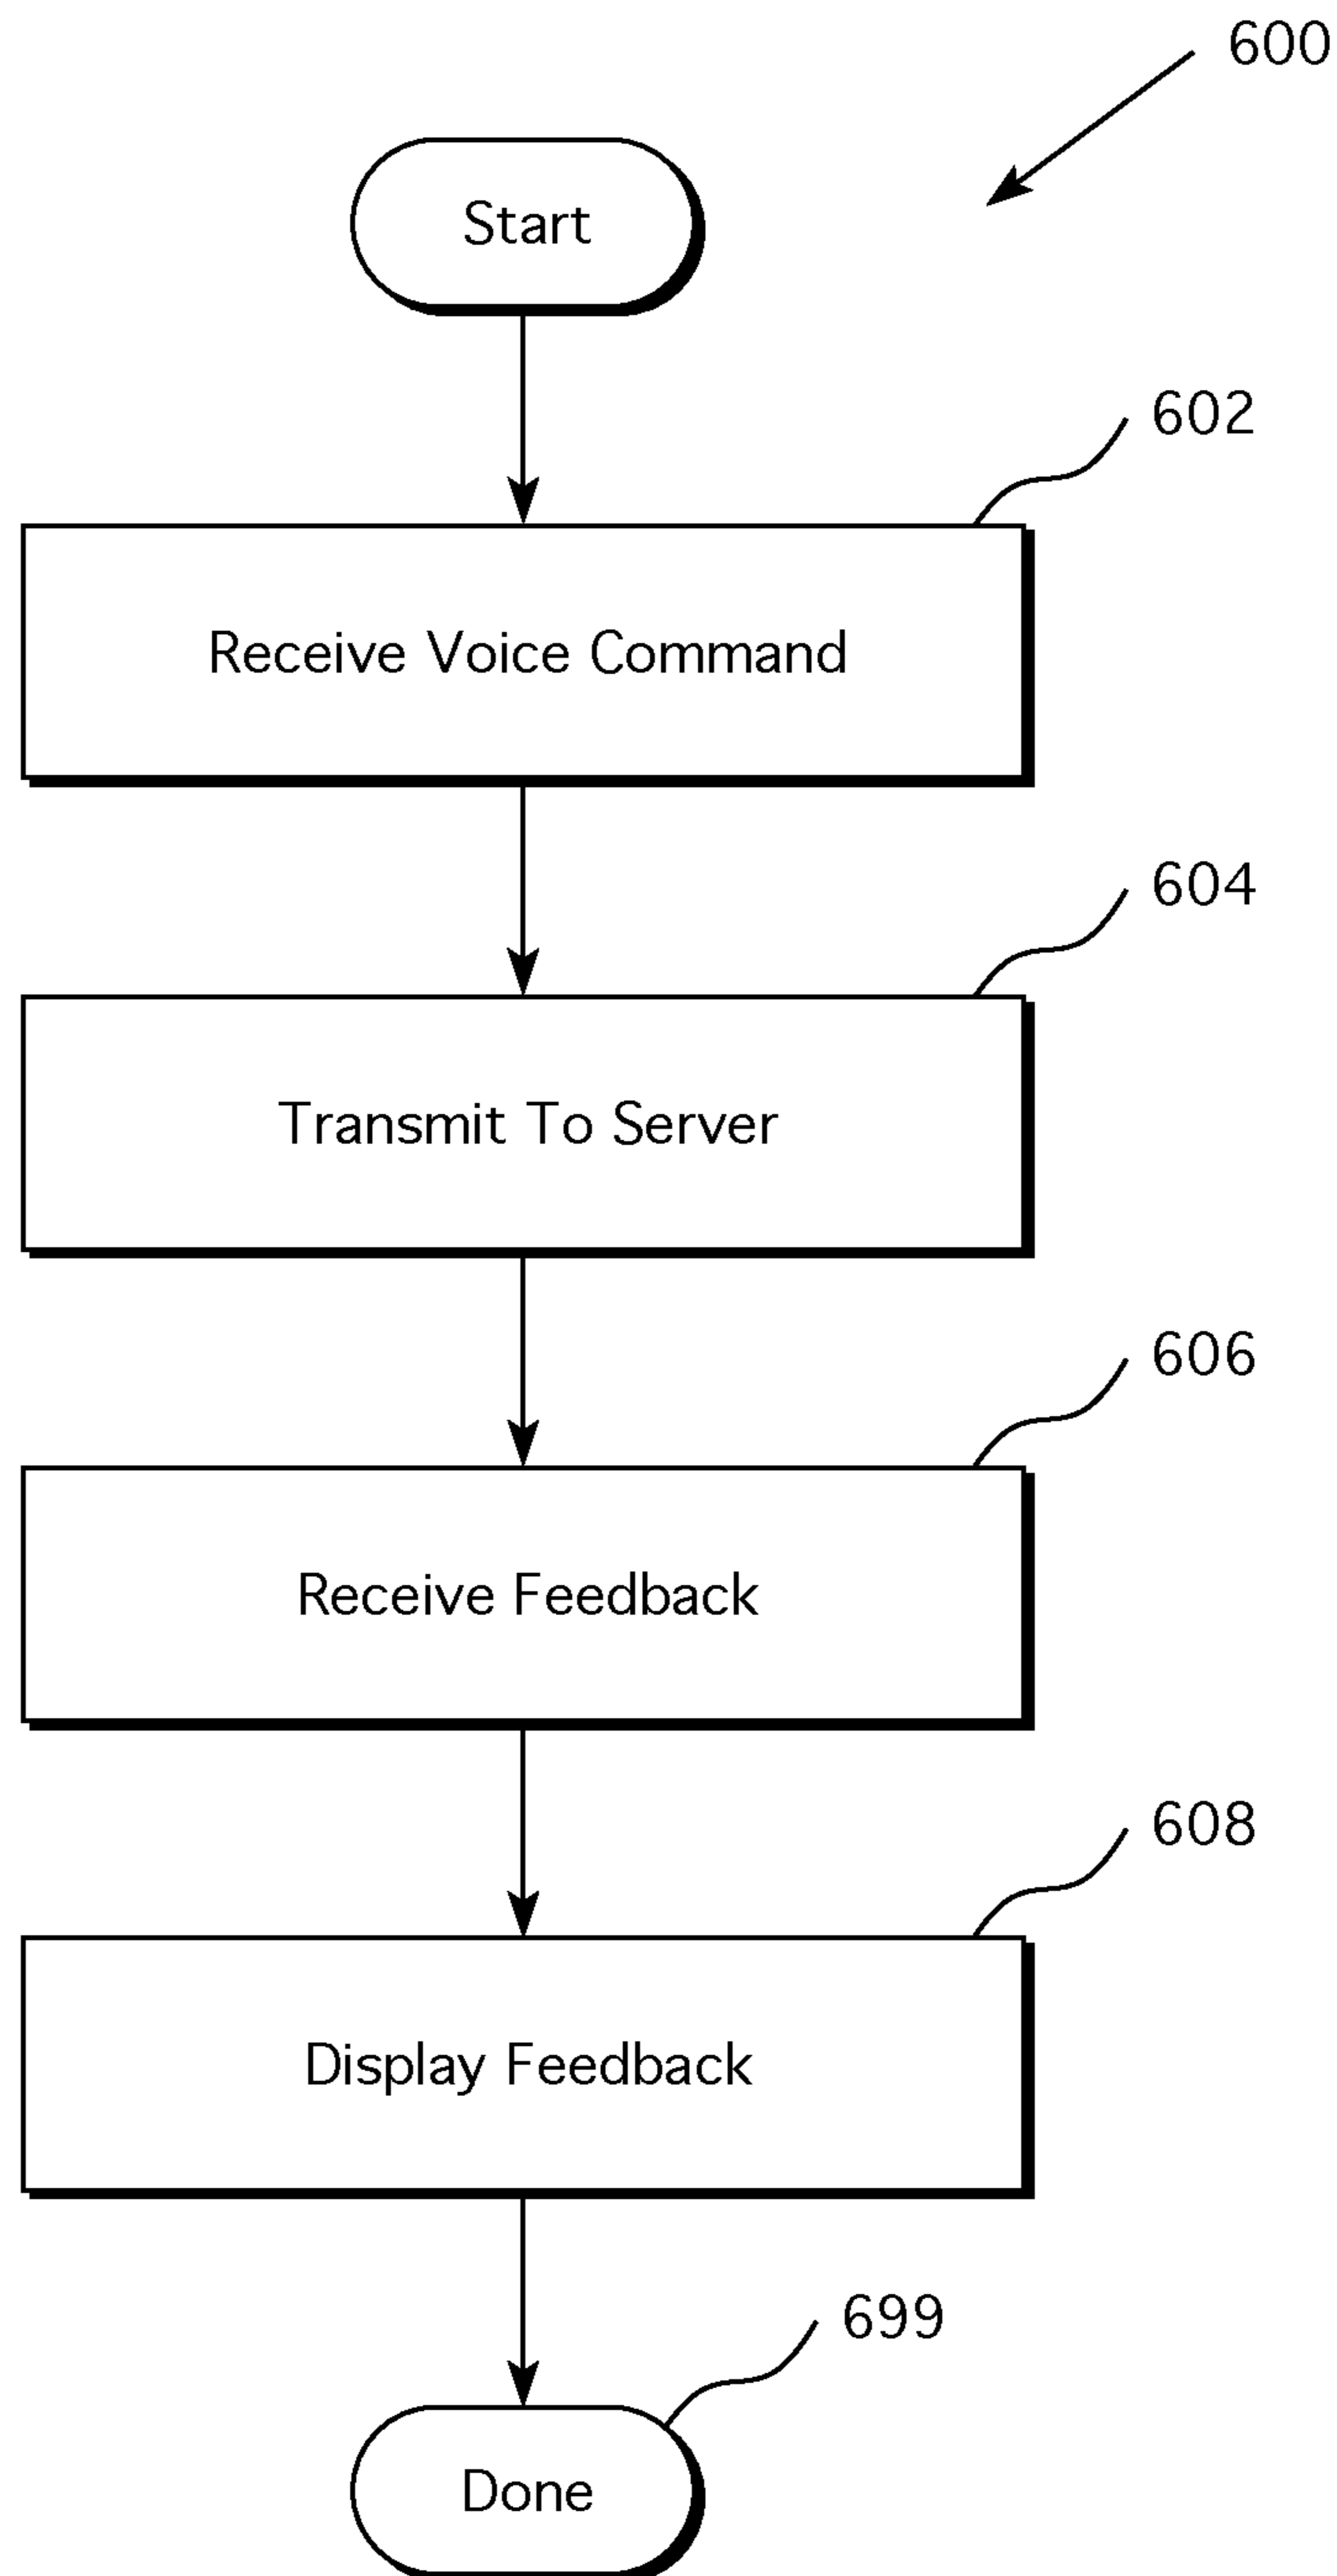 600
Start
602
Receive Voice Command
604
Transmit To Server
606
Receive Feedback
608
Display Feedback
699
Done